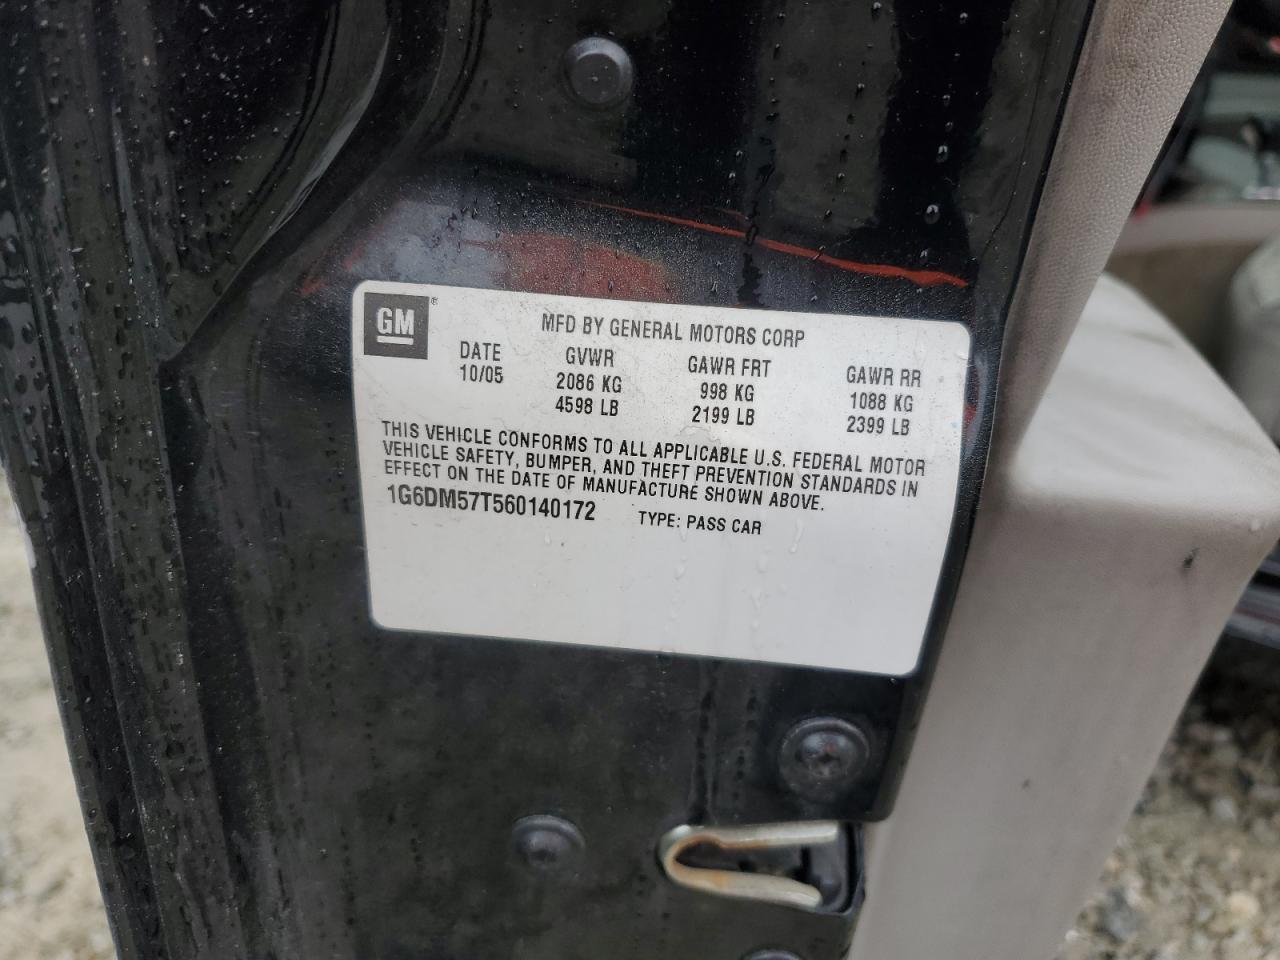 GM®
MFD BY GENERAL MOTORS CORP
DATE GVWR GAWR FRT GAWR RR
10/05 2086 KG 998 KG 1088 KG
4598 LB 2199 LB 2399 LB
THIS VEHICLE CONFORMS TO ALL APPLICABLE U.S. FEDERAL MOTOR
VEHICLE SAFETY, BUMPER, AND THEFT PREVENTION STANDARDS IN
EFFECT ON THE DATE OF MANUFACTURE SHOWN ABOVE.
1G6DM57T560140172 TYPE: PASS CAR